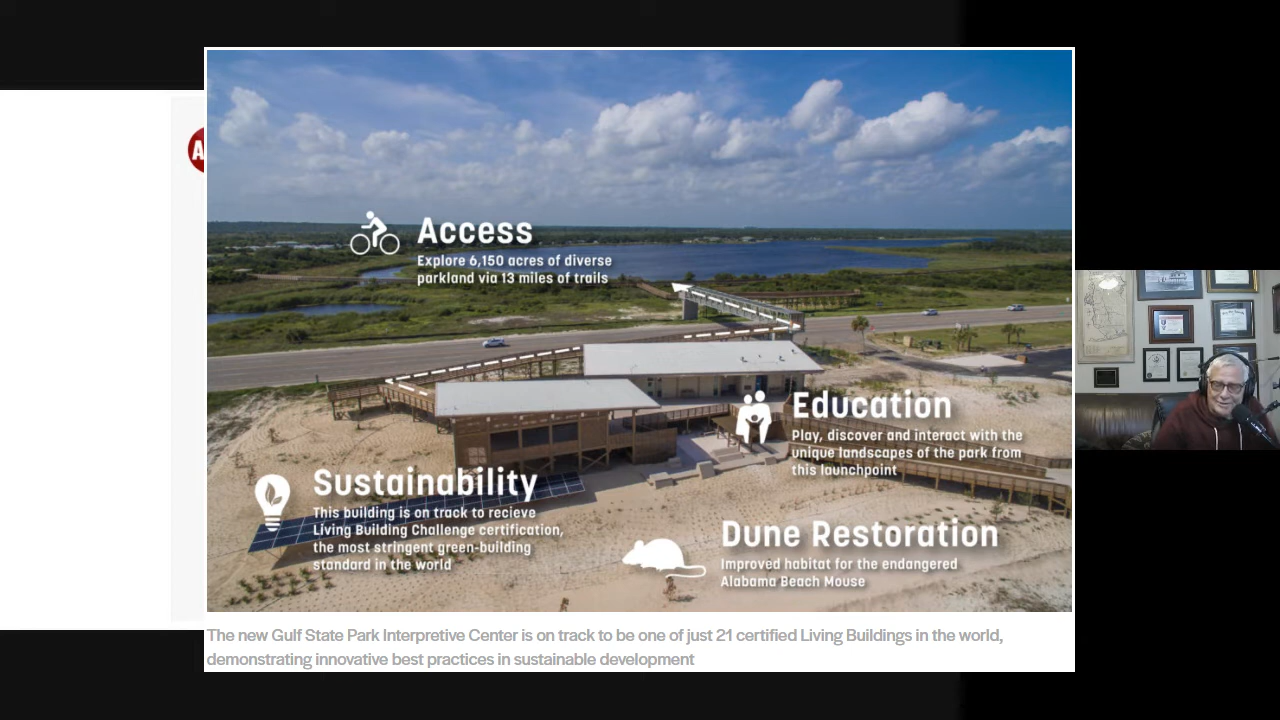 A
Access
Explore 6,150 acres of diverse
parkland via 13 miles of trails
Education
Play, discover and interact with the
unique landscapes of the park from
this launchpoint
Sustainability
This building is on track to recieve
Living Building Challenge certification,
the most stringent green-building
standard in the world
Dune Restoration
Improved habitat for the endangered
Alabama Beach Mouse
The new Gulf State Park Interpretive Center is on track to be one of just 21 certified Living Buildings in the world,
demonstrating innovative best practices in sustainable development